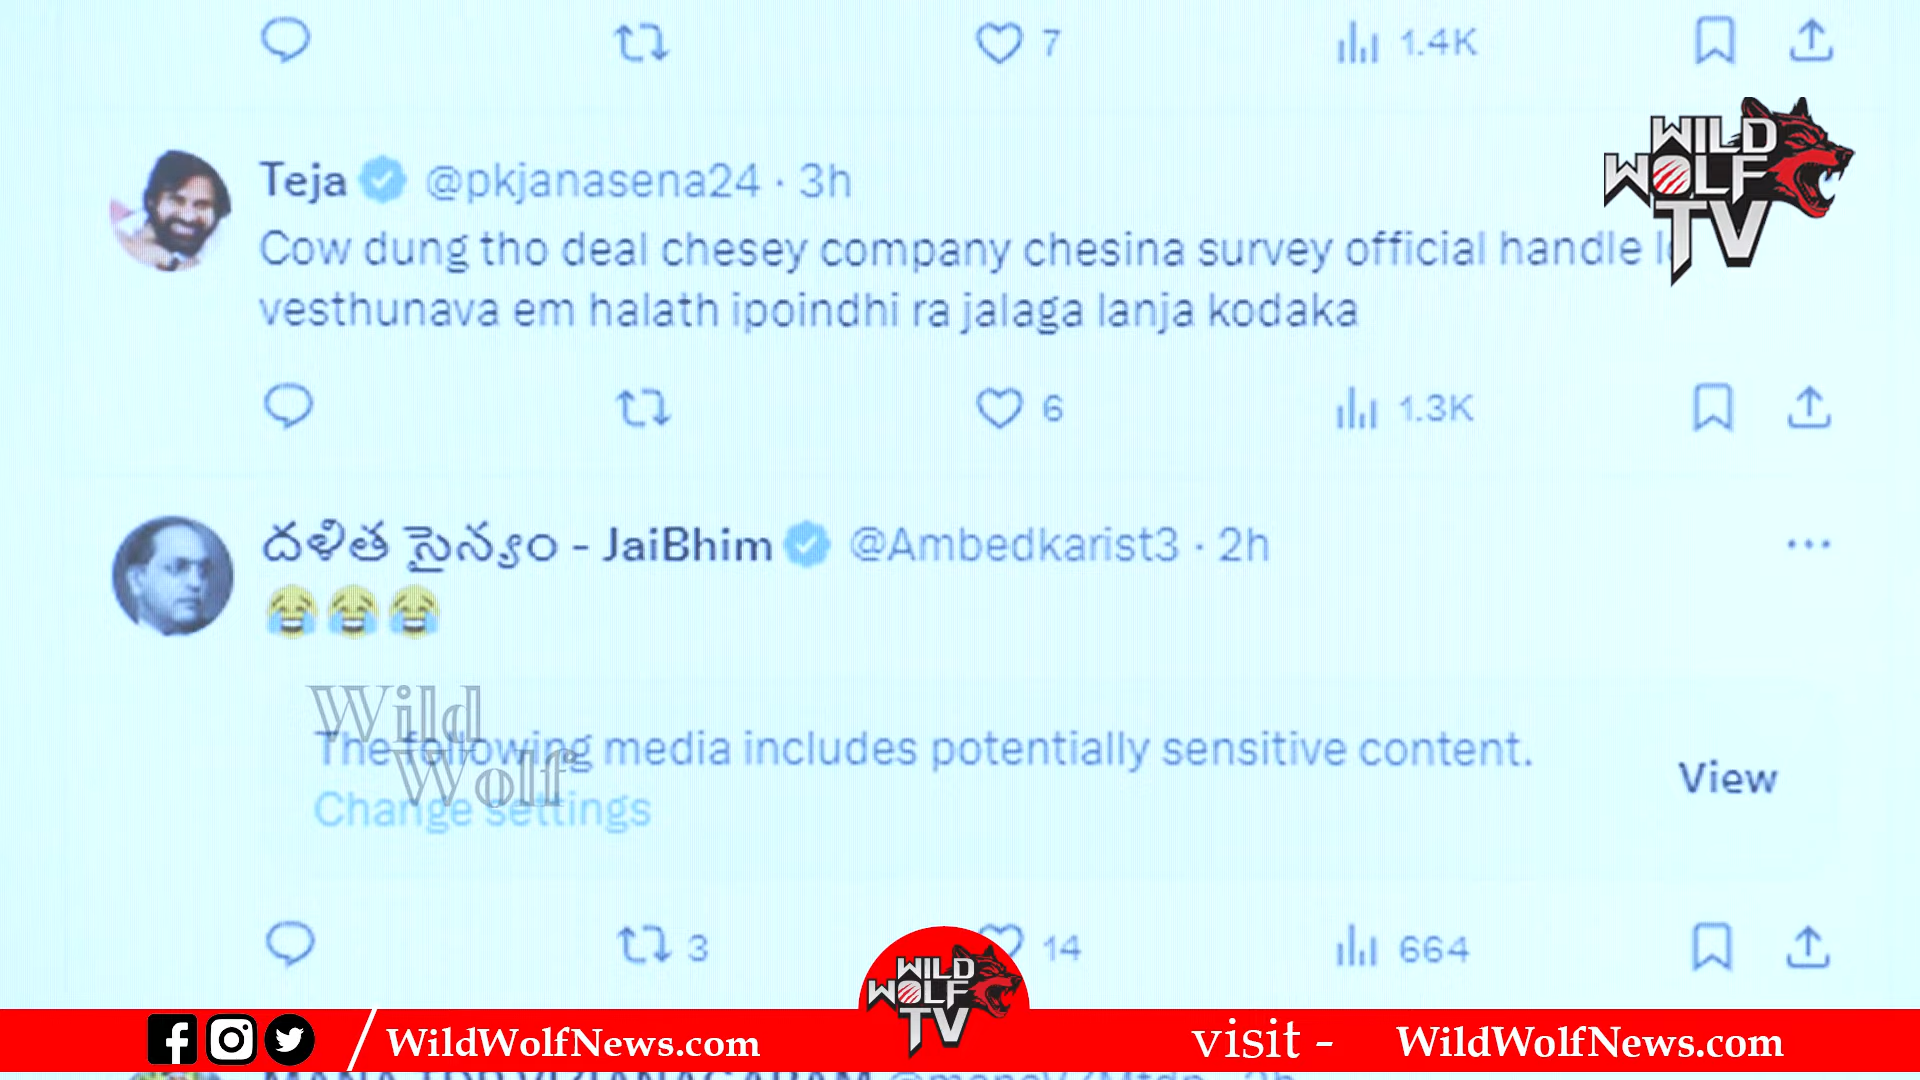 7 1.4K
WILD
WOLF
TV
Teja @pkjanasena24 · 3h
Cow dung tho deal chesey company chesina survey official handle
vesthunava em halath ipoindhi ra jalaga lanja kodaka
6 1.3K
దళిత సైన్యం - JaiBhim @Ambedkarist3 · 2h
😂😂😂
Wild
Wolf
The following media includes potentially sensitive content.
Change settings
View
3 14 664
WILD
WOLF
TV
WildWolfNews.com
visit - WildWolfNews.com